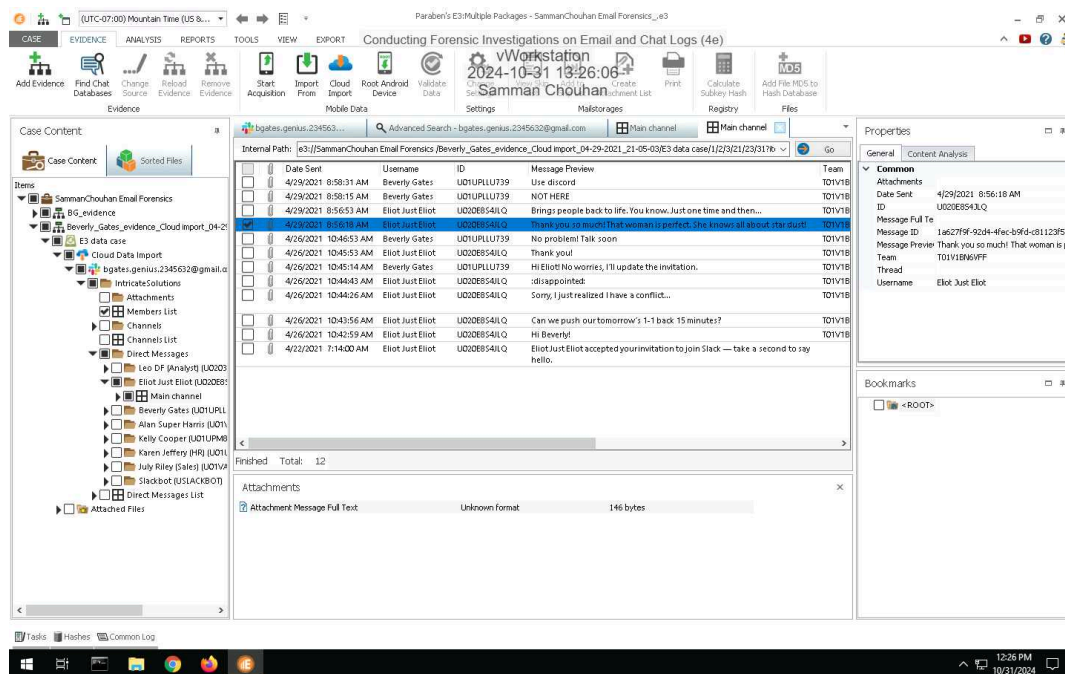 (UTC-07:00) Mountain Time (US &...
Paraben's E3:Multiple Packages - SammanChouhan Email Forensics_.e3
CASE EVIDENCE ANALYSIS REPORTS TOOLS VIEW EXPORT
Conducting Forensic Investigations on Email and Chat Logs (4e)
vWorkstation
2024-10-31 13:26:06
Samman Chouhan
Add Evidence
Find Chat Databases
Change Source
Reload Evidence
Remove Evidence
Evidence
Start Acquisition
Import From
Cloud Import
Root Android Device
Validate Data
Mobile Data
Settings
Create
Print
Mailstorages
Calculate Subkey Hash
Registry
Add File MD5 to Hash Database
MD5
Files
Case Content
Case Content
Sorted Files
Items
SammanChouhan Email Forensics
BG_evidence
Beverly_Gates_evidence_Cloud import_04-29
E3 data case
Cloud Data Import
bgates.genius.2345632@gmail.c
IntricateSolutions
Attachments
Members List
Channels
Channels List
Direct Messages
Leo DF (Analyst) (U0203
Eliot Just Eliot (U020E8
Main channel
Beverly Gates (U01UPLL
Alan Super Harris (U01
Kelly Cooper (U01UPM8
Karen Jeffery (HR) (U01
July Riley (Sales) (U01VA
Slackbot (USLACKBOT)
Direct Messages List
Attached Files
bgates.genius.234563...
Advanced Search - bgates.genius.2345632@gmail.com
Main channel
Main channel
Internal Path: e3://SammanChouhan Email Forensics /Beverly_Gates_evidence_Cloud import_04-29-2021_21-05-03/E3 data case/1/2/3/21/23/31?
Go
Date Sent Username ID Message Preview Team
4/29/2021 8:58:31 AM Beverly Gates U01UPLLU739 Use discord T01V1B
4/29/2021 8:58:15 AM Beverly Gates U01UPLLU739 NOT HERE T01V1B
4/29/2021 8:56:53 AM Eliot Just Eliot U020E8S4JLQ Brings people back to life. You know. Just one time and then... T01V1B
4/29/2021 8:56:18 AM Eliot Just Eliot U020E8S4JLQ Thank you so much! That woman is perfect. She knows all about star dust! T01V1B
4/26/2021 10:46:53 AM Beverly Gates U01UPLLU739 No problem! Talk soon T01V1B
4/26/2021 10:45:53 AM Eliot Just Eliot U020E8S4JLQ Thank you! T01V1B
4/26/2021 10:45:14 AM Beverly Gates U01UPLLU739 Hi Eliot! No worries, I'll update the invitation. T01V1B
4/26/2021 10:44:43 AM Eliot Just Eliot U020E8S4JLQ :disappointed: T01V1B
4/26/2021 10:44:26 AM Eliot Just Eliot U020E8S4JLQ Sorry, I just realized I have a conflict... T01V1B
4/26/2021 10:43:56 AM Eliot Just Eliot U020E8S4JLQ Can we push our tomorrow's 1-1 back 15 minutes? T01V1B
4/26/2021 10:42:59 AM Eliot Just Eliot U020E8S4JLQ Hi Beverly! T01V1B
4/22/2021 7:14:00 AM Eliot Just Eliot U020E8S4JLQ Eliot Just Eliot accepted your invitation to join Slack — take a second to say
hello.
Finished Total: 12
Attachments
Attachment Message Full Text Unknown format 146 bytes
Properties
General Content Analysis
Common
Attachments
Date Sent 4/29/2021 8:56:18 AM
ID U020E8S4JLQ
Message Full Te
Message ID 1a627f9f-92d4-4fec-b9fd-c81123f5
Message Previe Thank you so much! That woman is
Team T01V1BN6VFF
Thread
Username Eliot Just Eliot
Bookmarks
<ROOT>
Tasks Hashes Common Log
12:26 PM
10/31/2024